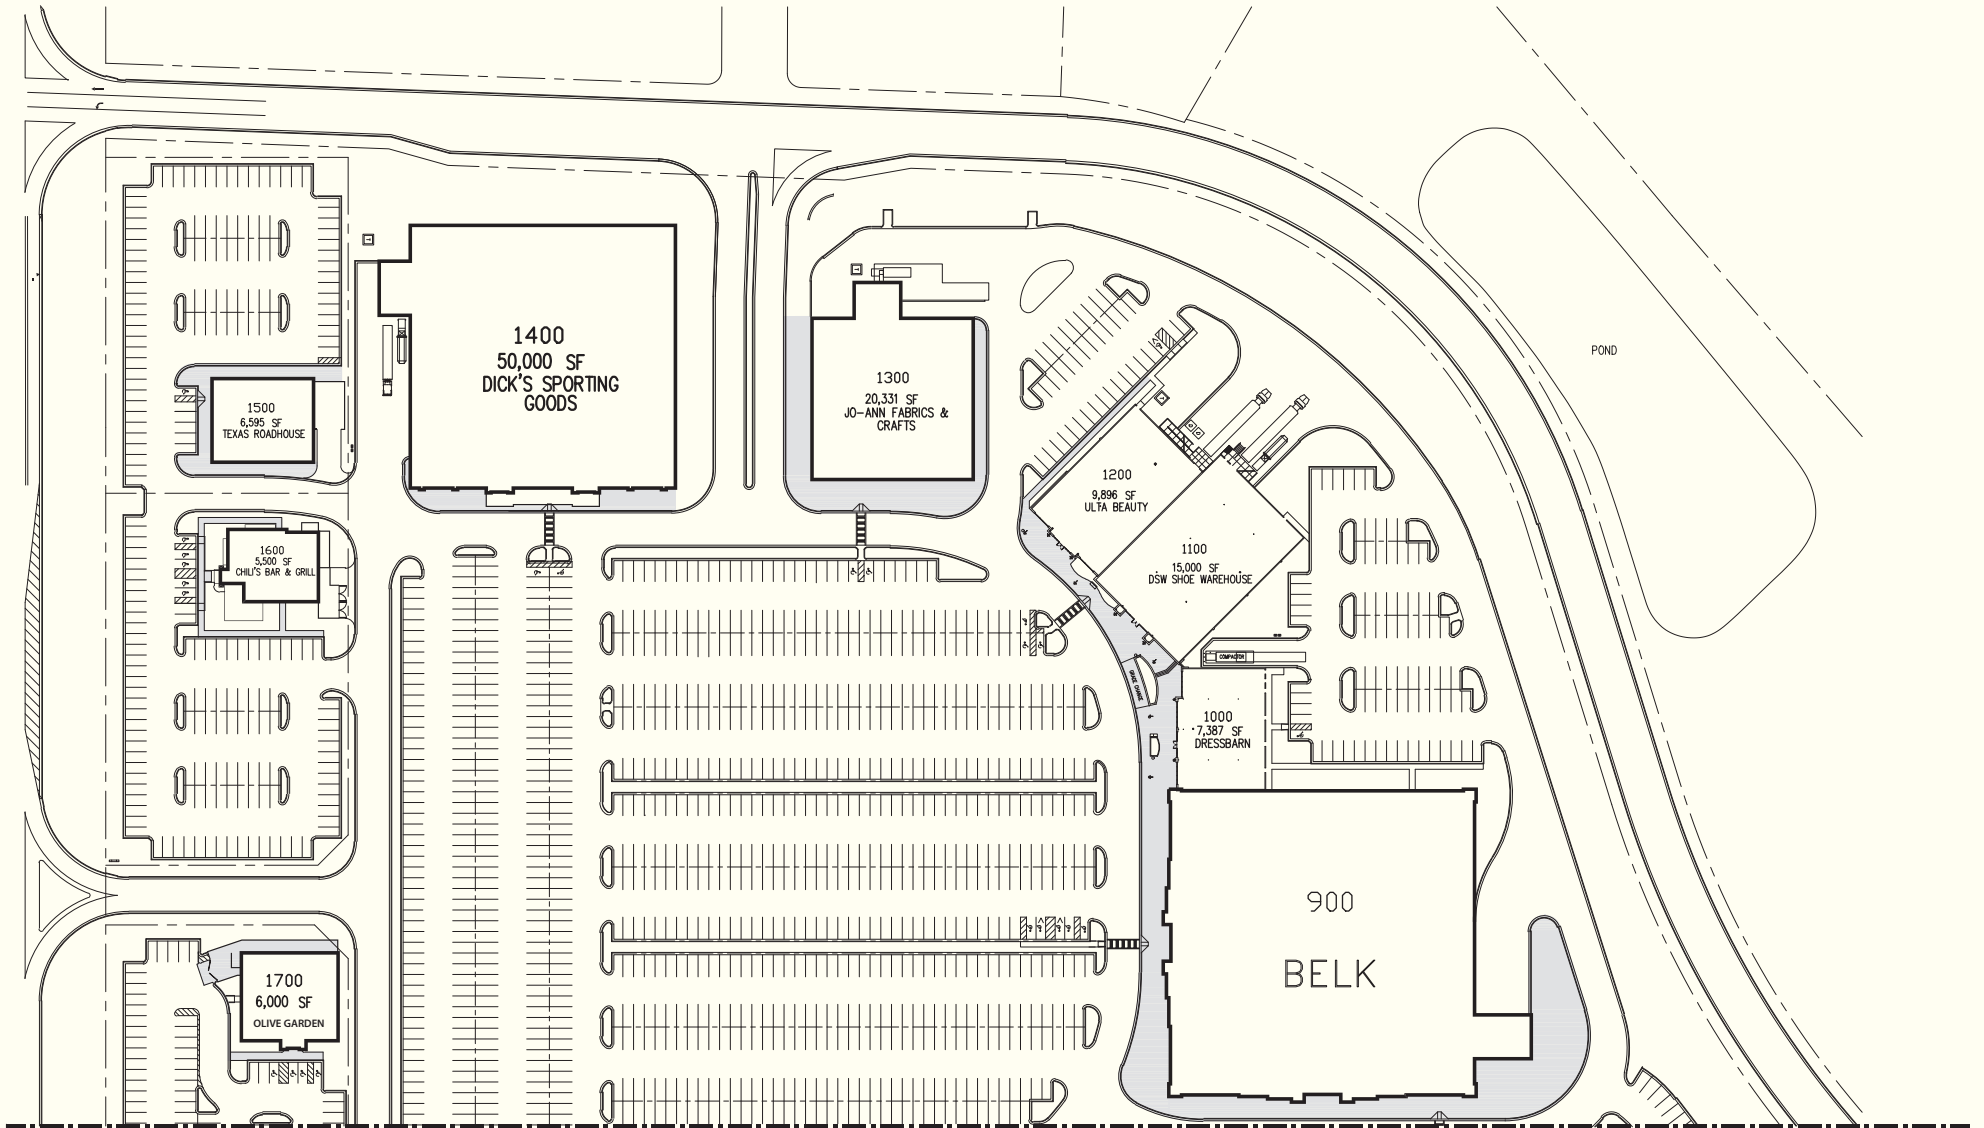 POND
1400
50,000 SF
DICK'S SPORTING
GOODS
1300
20,331 SF
JO-ANN FABRICS &
CRAFTS
1500
6,595 SF
TEXAS ROADHOUSE
1200
9,896 SF
ULTA BEAUTY
1100
15,000 SF
DSW SHOE WAREHOUSE
1600
5,500 SF
CHILI'S BAR & GRILL
COMPACTOR
1000
7,387 SF
DRESSBARN
900
BELK
1700
6,000 SF
OLIVE GARDEN